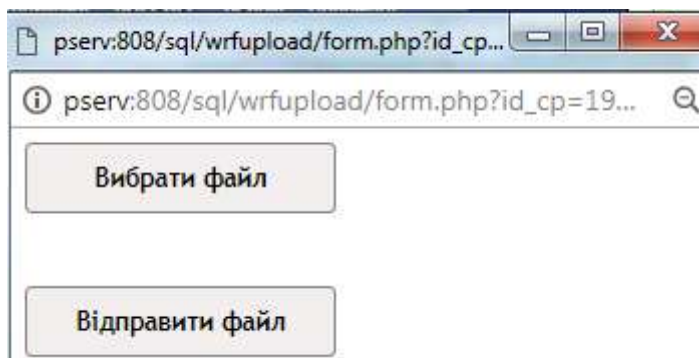 pserv:808/sql/wrfupload/form.php?id_cp...
pserv:808/sql/wrfupload/form.php?id_cp=19...
Вибрати файл
Відправити файл